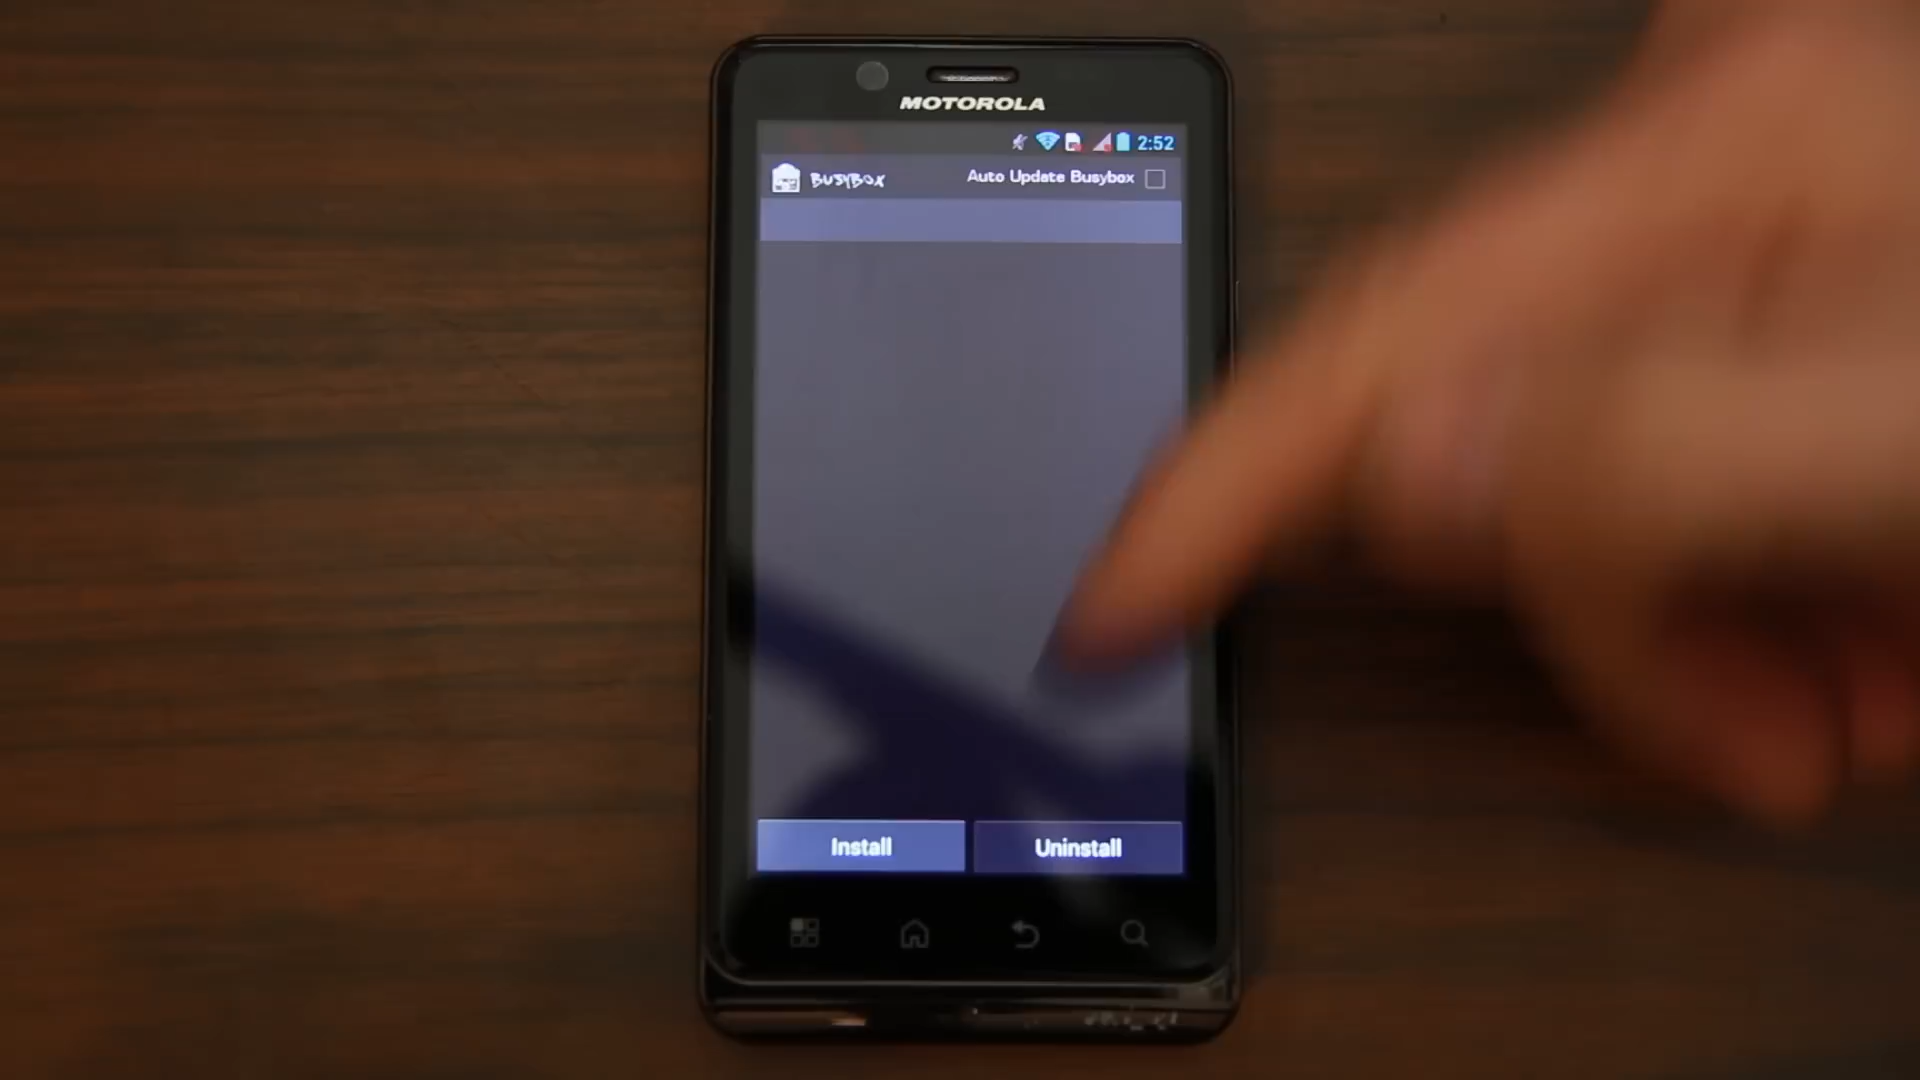 MOTOROLA
2:52
BUSYBOX
Auto Update Busybox
Install
Uninstall